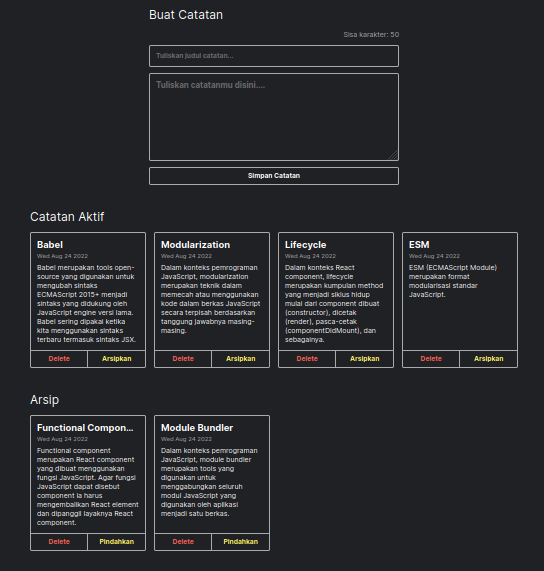 Buat Catatan
Sisa karakter: 50
Tuliskan judul catatan...
Tuliskan catatanmu disini....
Simpan Catatan
Catatan Aktif
Babel
Wed Aug 24 2022
Babel merupakan tools open-
source yang digunakan untuk
mengubah sintaks
ECMAScript 2015+ menjadi
sintaks yang didukung oleh
JavaScript engine versi lama.
Babel sering dipakai ketika
kita menggunakan sintaks
terbaru termasuk sintaks JSX.
Delete
Arsipkan
Modularization
Wed Aug 24 2022
Dalam konteks pemrograman
JavaScript, modularization
merupakan teknik dalam
memecah atau menggunakan
kode dalam berkas JavaScript
secara terpisah berdasarkan
tanggung jawabnya masing-
masing.
Delete
Arsipkan
Lifecycle
Wed Aug 24 2022
Dalam konteks React
component, lifecycle
merupakan kumpulan method
yang menjadi siklus hidup
mulai dari component dibuat
(constructor), dicetak
(render), pasca-cetak
(componentDidMount), dan
sebagainya.
Delete
Arsipkan
ESM
Wed Aug 24 2022
ESM (ECMAScript Module)
merupakan format
modularisasi standar
JavaScript.
Delete
Arsipkan
Arsip
Functional Compon...
Wed Aug 24 2022
Functional component
merupakan React component
yang dibuat menggunakan
fungsi JavaScript. Agar fungsi
JavaScript dapat disebut
component ia harus
mengembalikan React element
dan dipanggil layaknya React
component.
Delete
Pindahkan
Module Bundler
Wed Aug 24 2022
Dalam konteks pemrograman
JavaScript, module bundler
merupakan tools yang
digunakan untuk
menggabungkan seluruh
modul JavaScript yang
digunakan oleh aplikasi
menjadi satu berkas.
Delete
Pindahkan